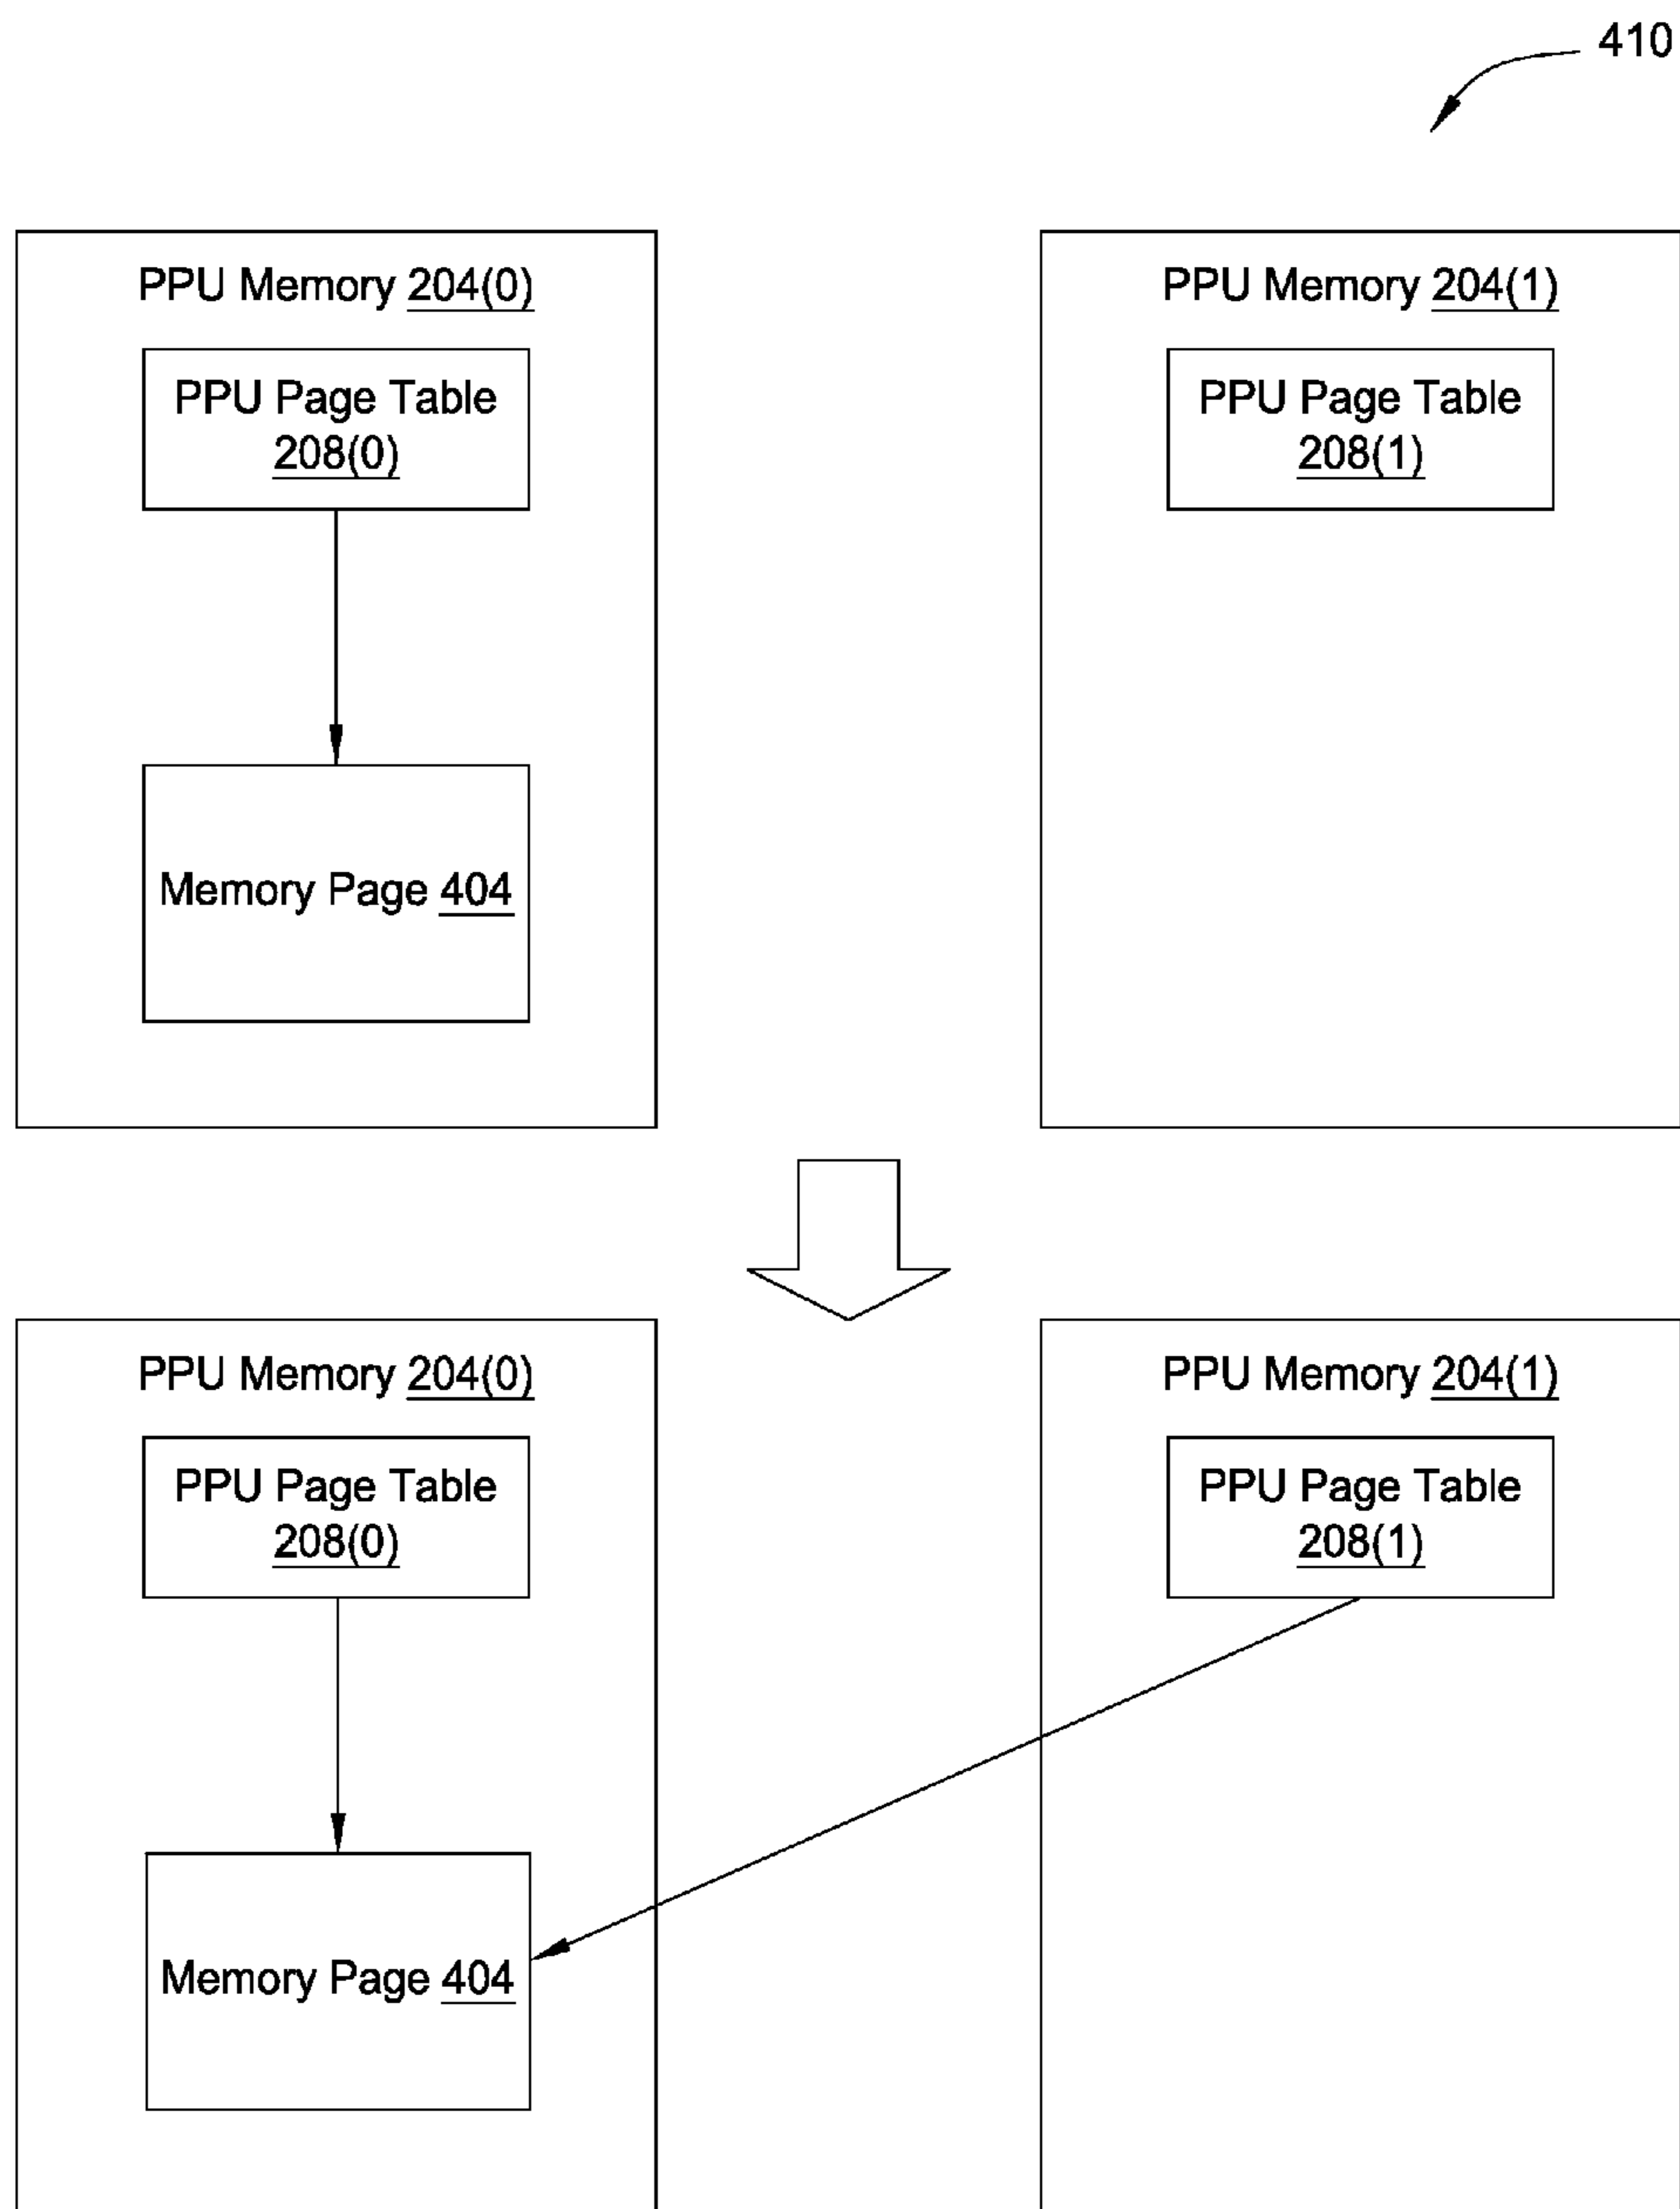 410
PPU Memory 204(0)
PPU Page Table
208(0)
Memory Page 404
PPU Memory 204(1)
PPU Page Table
208(1)
PPU Memory 204(0)
PPU Page Table
208(0)
Memory Page 404
PPU Memory 204(1)
PPU Page Table
208(1)